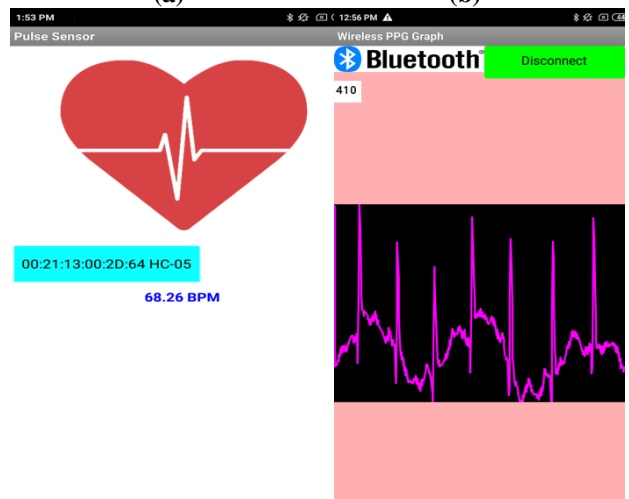 (a)
(b)
1:53 PM
Pulse Sensor
00:21:13:00:2D:64 HC-05
68.26 BPM
12:56 PM
44
Wireless PPG Graph
Bluetooth®
Disconnect
410